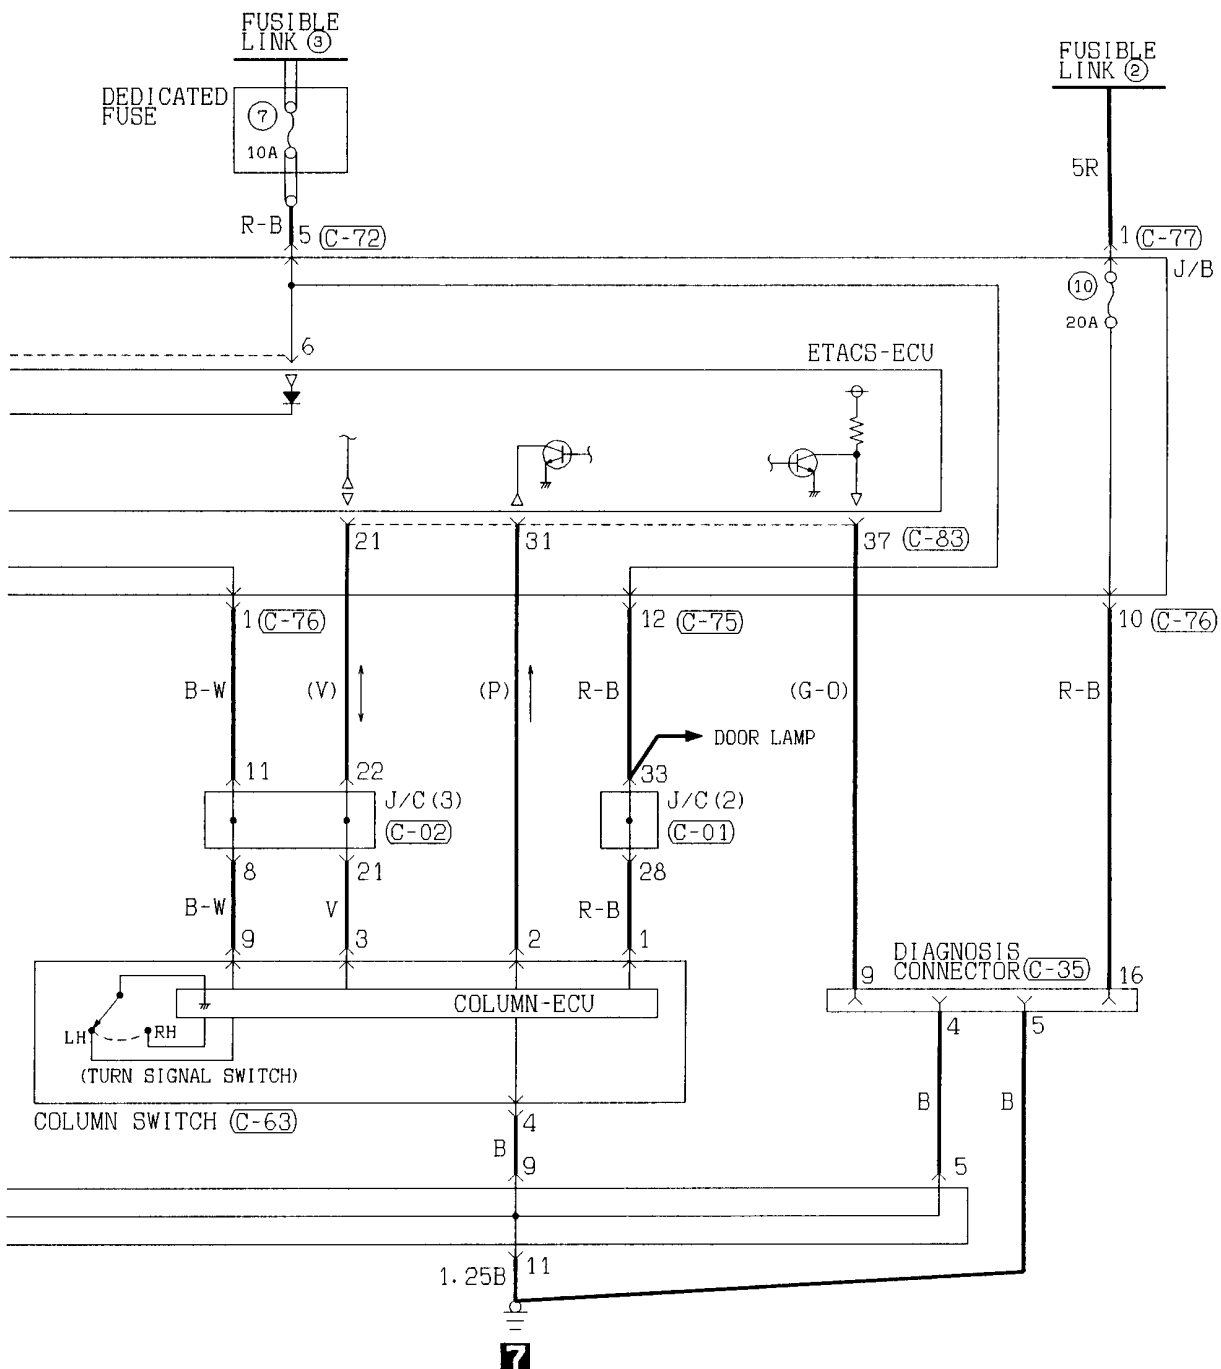 FUSIBLE
LINK ③
FUSIBLE
LINK ②
DEDICATED
FUSE
7
10A
5R
R-B
5 C-72
1 C-77
J/B
10
20A
6
ETACS-ECU
21
31
37 C-83
1 C-76
12 C-75
10 C-76
B-W
(V)
(P)
R-B
(G-O)
R-B
DOOR LAMP
11
22
33
J/C(3)
C-02
J/C(2)
C-01
8
21
28
B-W
V
R-B
9
3
2
1
DIAGNOSIS
CONNECTOR C-35
9
16
COLUMN-ECU
4
5
LH
RH
(TURN SIGNAL SWITCH)
COLUMN SWITCH C-63
4
B
B
B
9
5
11
1.25B
7